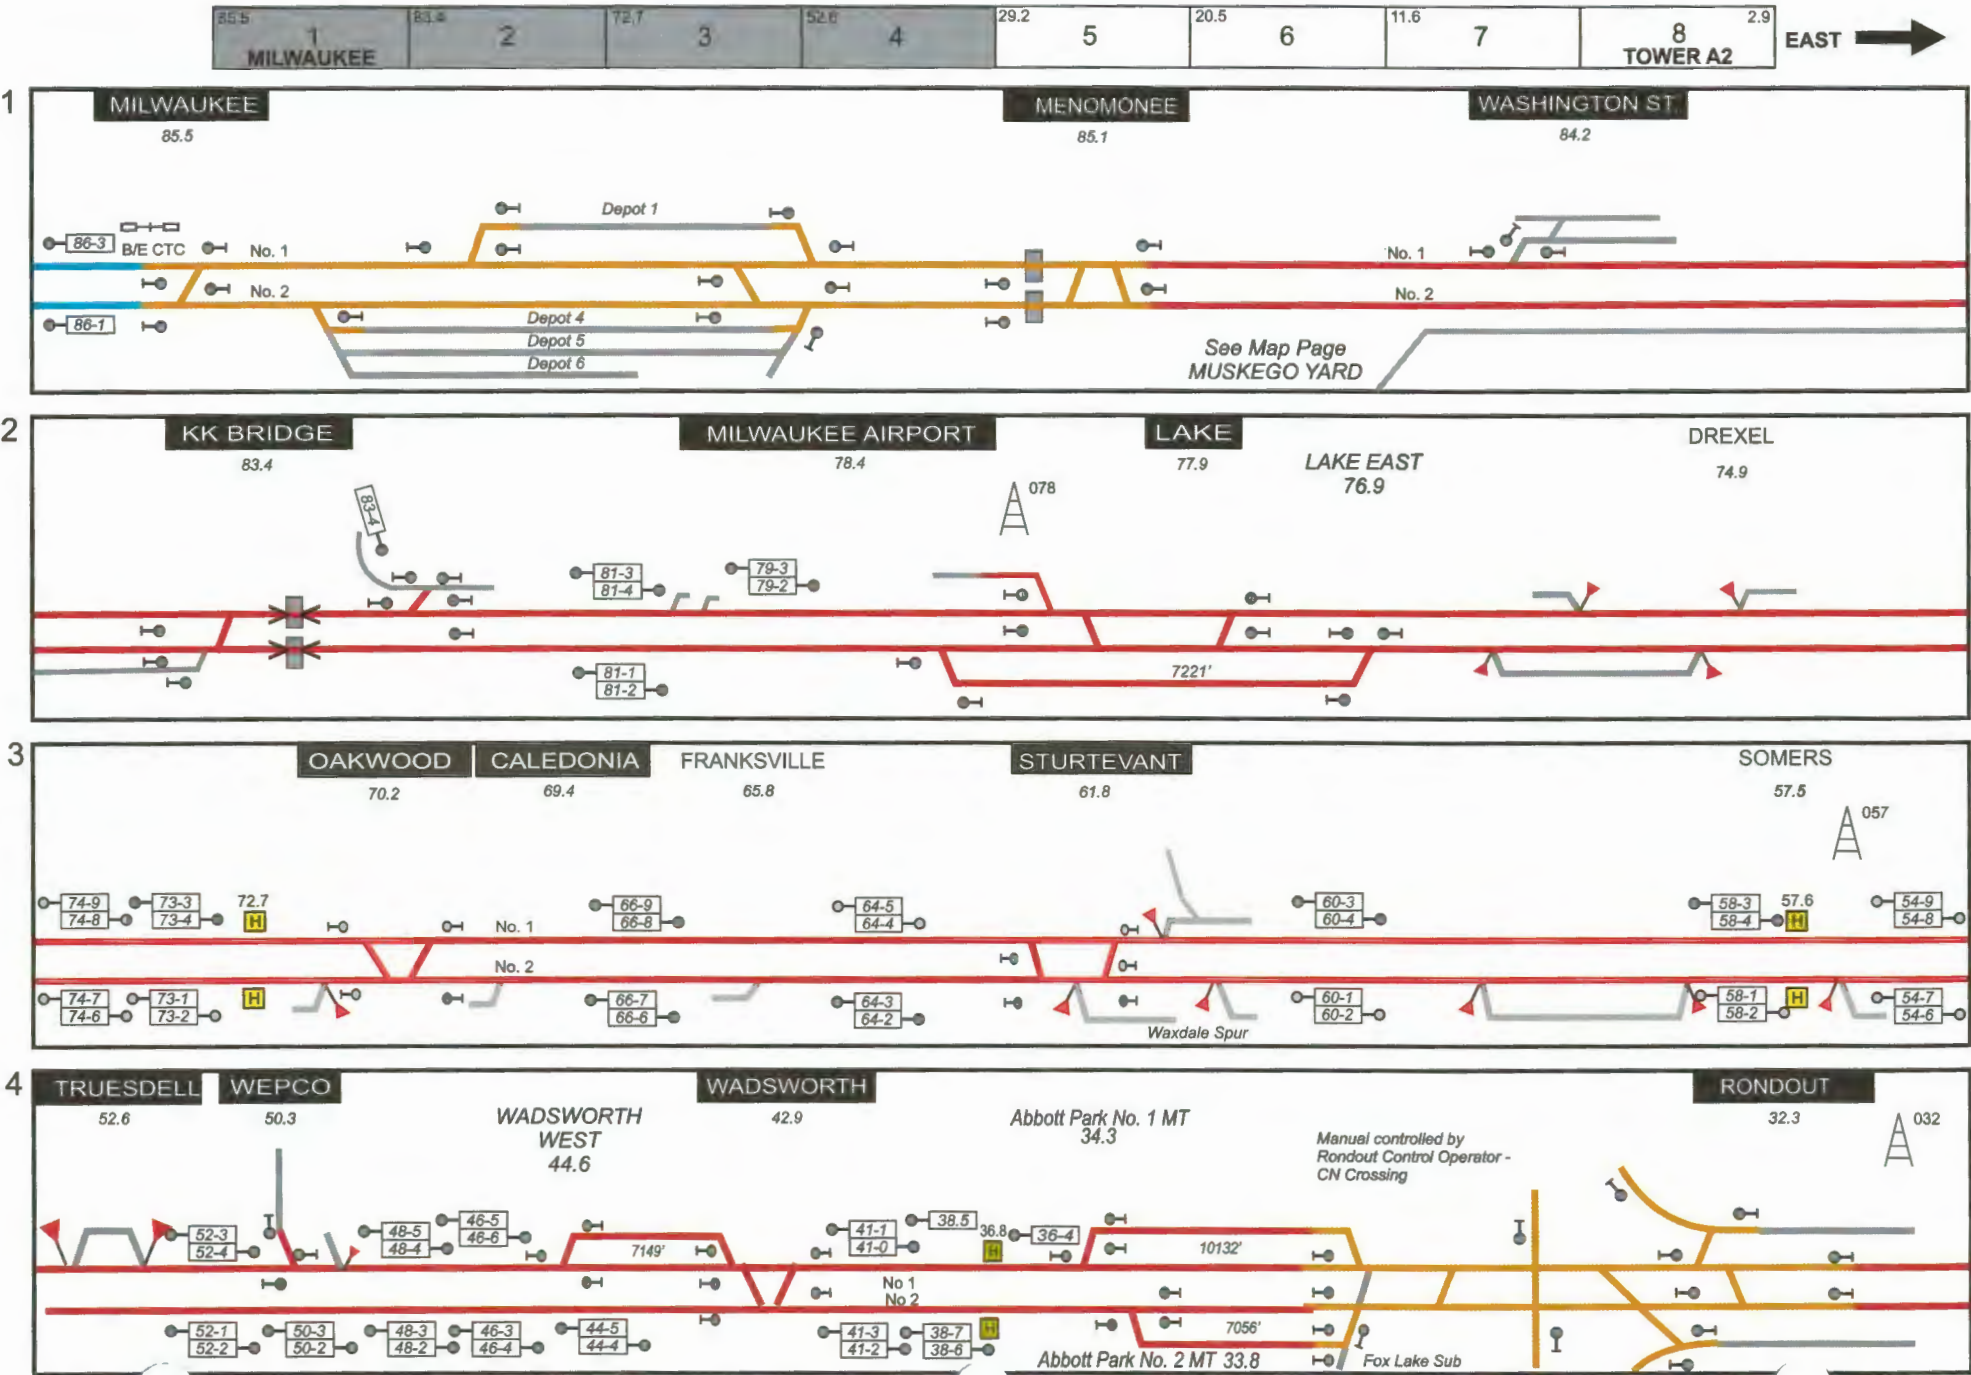 85.5 83.4 72.7 52.6 29.2 20.5 11.6 2.9
1 2 3 4 5 6 7 8 EAST
MILWAUKEE TOWER A2
1
MILWAUKEE MENOMONEE WASHINGTON ST.
85.5 85.1 84.2
Depot 1
86-3 B/E CTC No. 1 No. 1
No. 2 No. 2
86-1 Depot 4
Depot 5
Depot 6
See Map Page
MUSKEGO YARD
2
KK BRIDGE MILWAUKEE AIRPORT LAKE DREXEL
83.4 78.4 77.9 LAKE EAST 74.9
76.9
83-4 078
81-3 79-3
81-4 79-2
81-1 7221'
81-2
3
OAKWOOD CALEDONIA FRANKSVILLE STURTEVANT SOMERS
70.2 69.4 65.8 61.8 57.5
057
74-9 73-3 72.7 66-9 64-5 60-3 58-3 57.6 54-9
74-8 73-4 H 66-8 64-4 60-4 58-4 H 54-8
No. 1
No. 2
74-7 73-1 H 66-7 64-3 60-1 58-1 H 54-7
74-6 73-2 66-6 64-2 60-2 58-2 54-6
Waxdale Spur
4
TRUESDELL WEPCO WADSWORTH RONDOUT
52.6 50.3 WADSWORTH 42.9 Abbott Park No. 1 MT 32.3 032
WEST 34.3
44.6
Manual controlled by
Rondout Control Operator -
CN Crossing
52-3 48-5 46-5 41-1 38.5 36.8 36-4
52-4 48-4 46-6 41-0 H
7149' 10132'
No 1
No 2
52-1 50-3 48-3 46-3 44-5 41-3 38-7 H 7056'
52-2 50-2 48-2 46-4 44-4 41-2 38-6
Abbott Park No. 2 MT 33.8 Fox Lake Sub